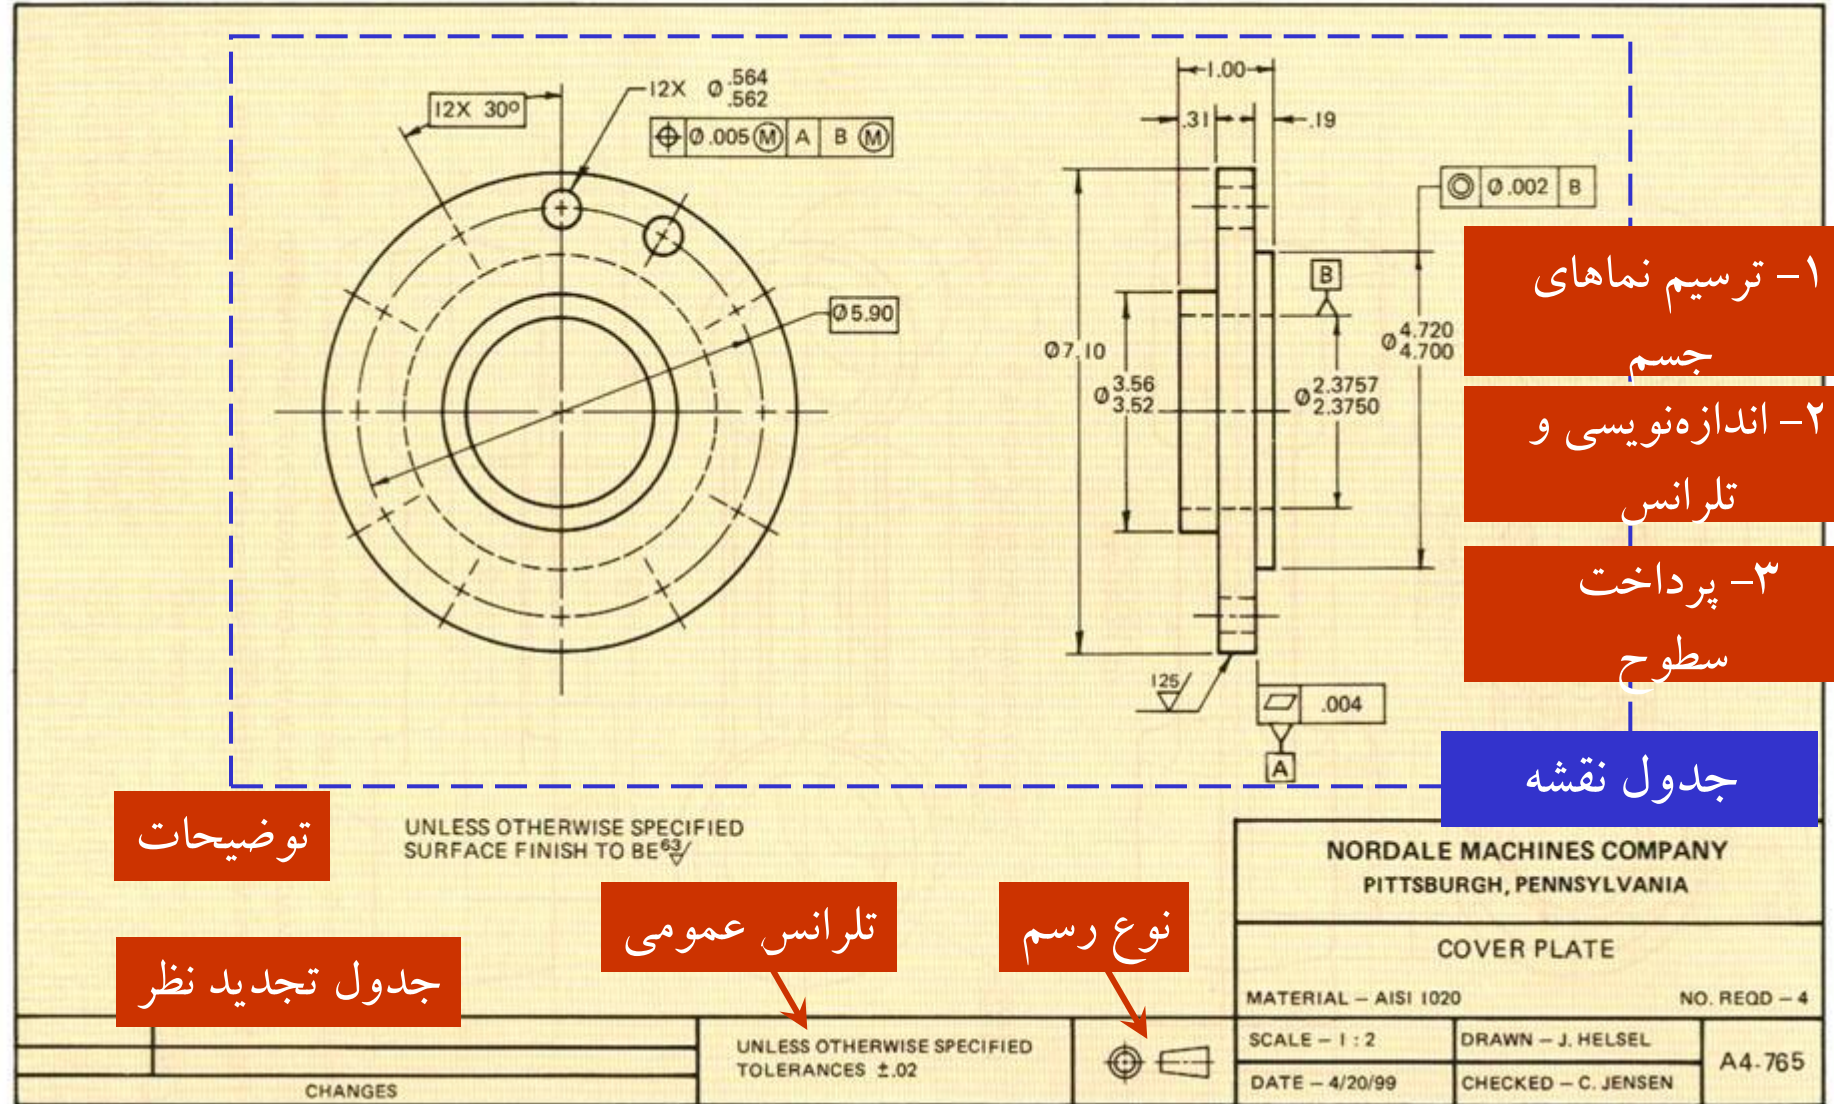 12X 30°
12X Ø .564
.562
Ø.005 Ⓜ A B Ⓜ
Ø5.90
1.00
.31
.19
Ø.002 B
B
Ø7.10
Ø 3.56
3.52
Ø 2.3757
2.3750
Ø 4.720
4.700
125
.004
A
۱- ترسیم نماهای
جسم
۲- اندازه‌نویسی و
تلرانس
۳- پرداخت
سطوح
جدول نقشه
توضیحات
UNLESS OTHERWISE SPECIFIED
SURFACE FINISH TO BE 63
تلرانس عمومی
نوع رسم
جدول تجدید نظر
NORDALE MACHINES COMPANY
PITTSBURGH, PENNSYLVANIA
COVER PLATE
MATERIAL – AISI 1020 NO. REQD – 4
UNLESS OTHERWISE SPECIFIED
TOLERANCES ±.02
CHANGES
SCALE – 1 : 2 DRAWN – J. HELSEL
DATE – 4/20/99 CHECKED – C. JENSEN
A4-765